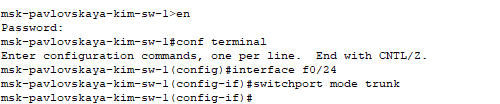 msk-pavlovskaya-kim-sw-1>en
Password:
msk-pavlovskaya-kim-sw-1#conf terminal
Enter configuration commands, one per line.  End with CNTL/Z.
msk-pavlovskaya-kim-sw-1(config)#interface f0/24
msk-pavlovskaya-kim-sw-1(config-if)#switchport mode trunk
msk-pavlovskaya-kim-sw-1(config-if)#